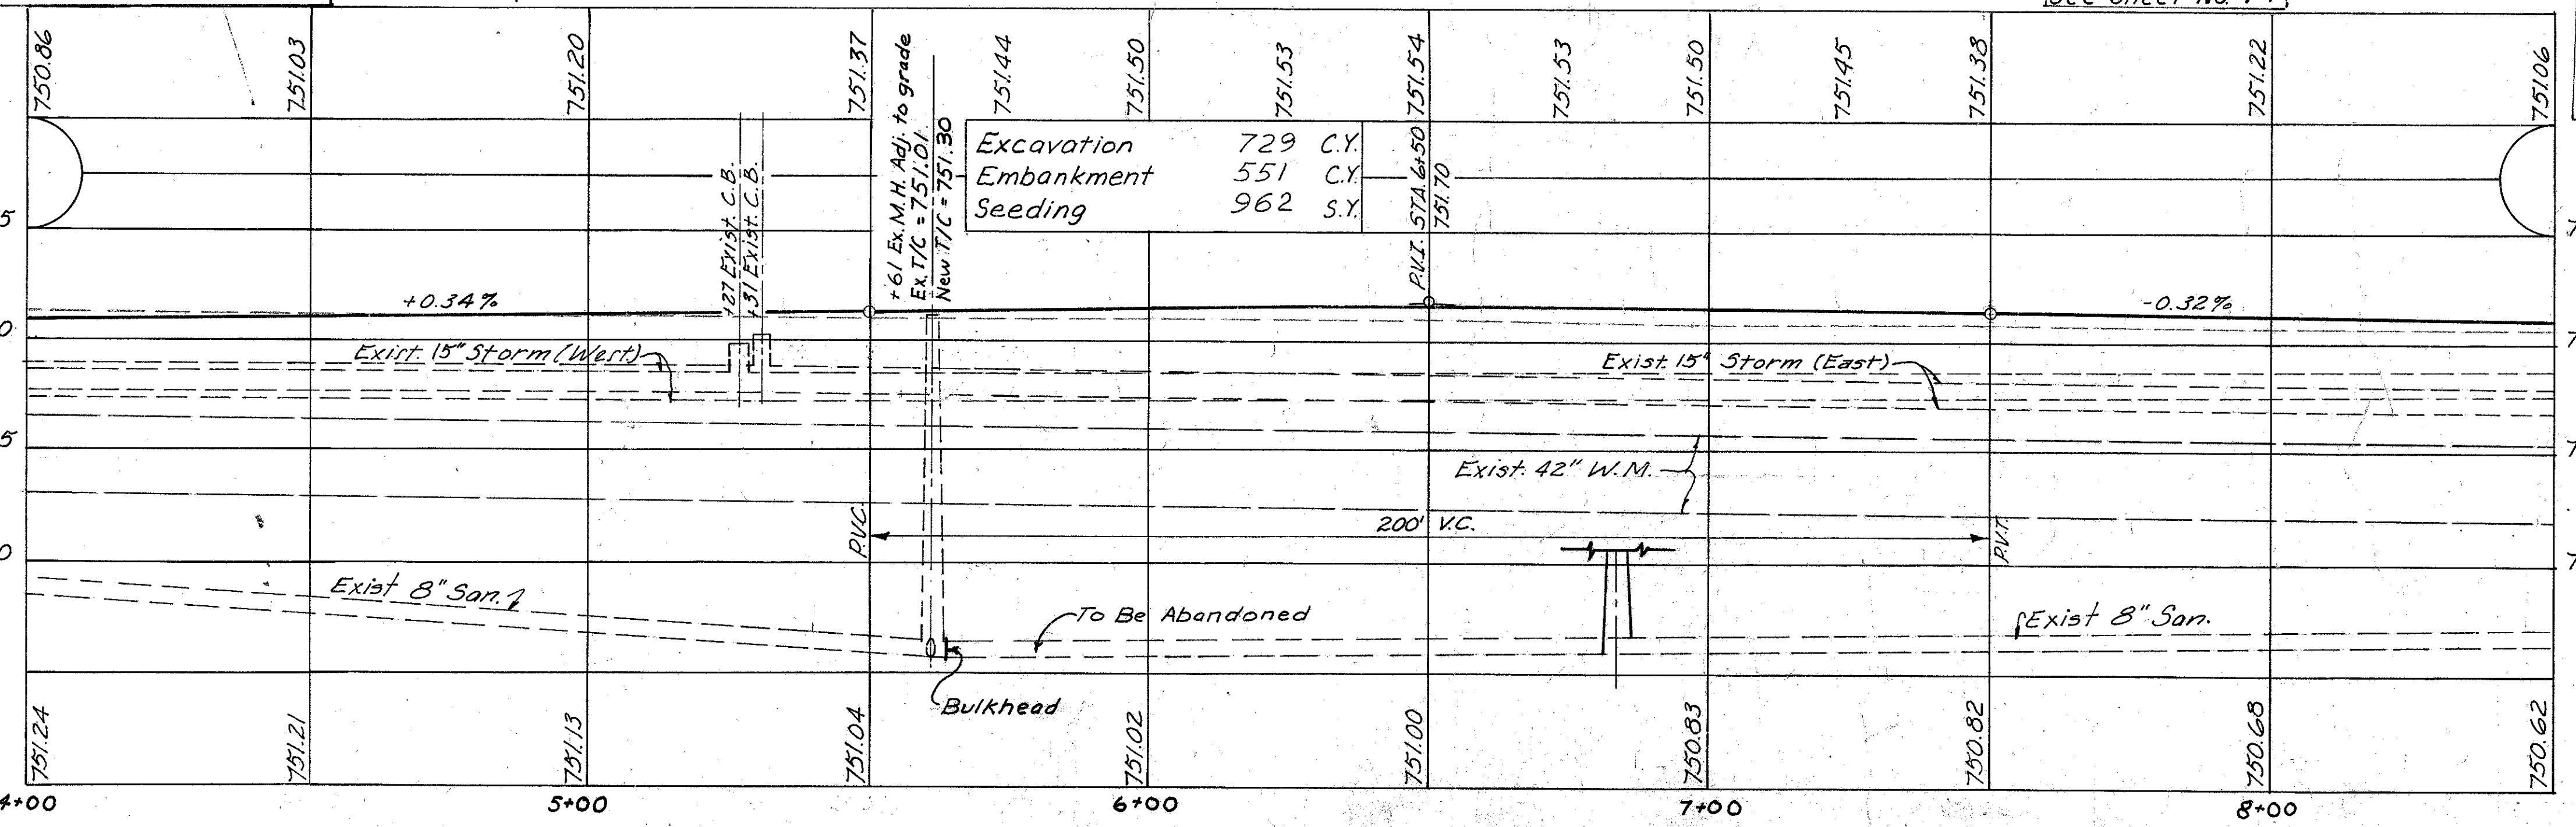 750.86
751.03
751.20
751.37
+61 Ex. M.H. Adj. to grade
Ex. T/C = 751.01
New T/C = 751.30
751.44
751.50
751.53
751.54
751.53
751.50
751.45
751.38
751.22
751.06
Excavation 729 C.Y.
Embankment 551 C.Y.
Seeding 962 S.Y.
P.V.I. STA. 6+50
751.70
+27 Exist. C.B.
+31 Exist. C.B.
5
0
5
0
+0.34%
-0.32%
Exist. 15" Storm (West)
Exist. 15" Storm (East)
Exist. 42" W.M.
P.V.C.
200' V.C.
P.V.T.
Exist 8" San.
To Be Abandoned
Exist 8" San.
Bulkhead
751.24
751.21
751.13
751.04
751.02
751.00
750.83
750.82
750.68
750.62
4+00
5+00
6+00
7+00
8+00